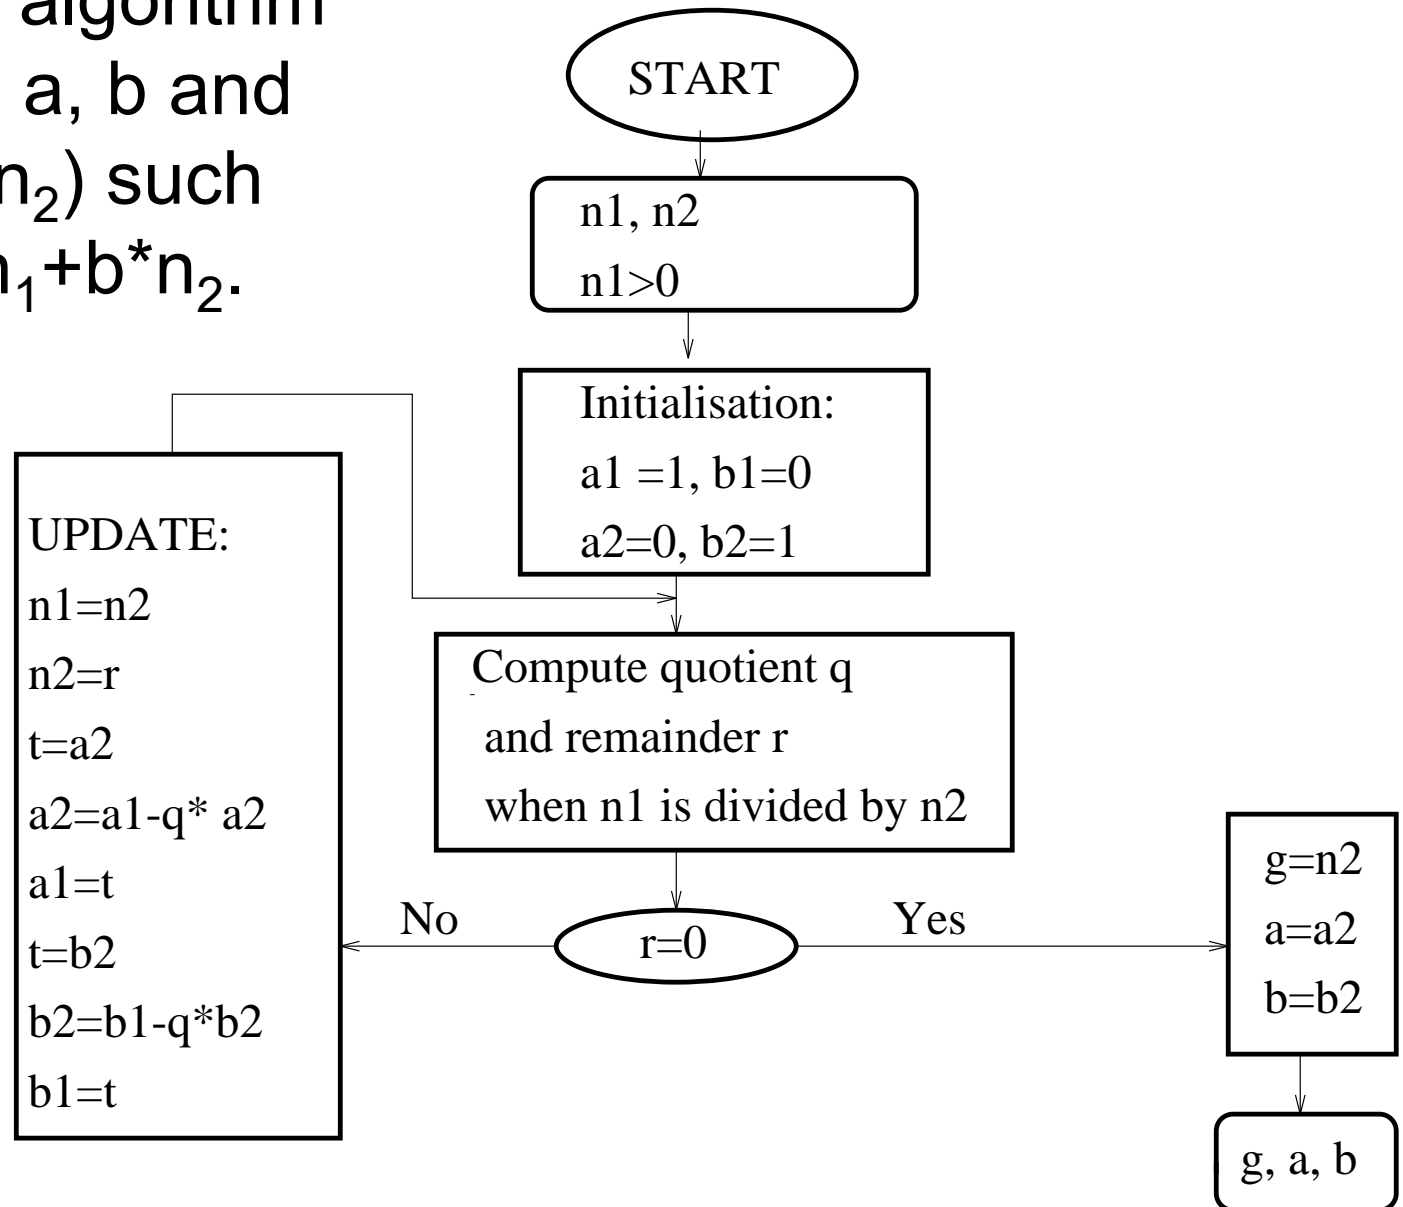 algorithm
a, b and
n₂) such
n₁+b*n₂.
START
n1, n2
n1>0
Initialisation:
a1 =1, b1=0
a2=0, b2=1
UPDATE:
n1=n2
n2=r
t=a2
a2=a1-q* a2
a1=t
t=b2
b2=b1-q*b2
b1=t
Compute quotient q
and remainder r
when n1 is divided by n2
No
r=0
Yes
g=n2
a=a2
b=b2
g, a, b